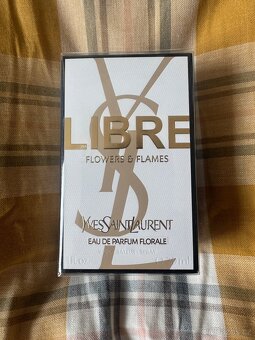 LIBRE
FLOWERS & FLAMES
YVESSAINTLAURENT
EAU DE PARFUM FLORALE